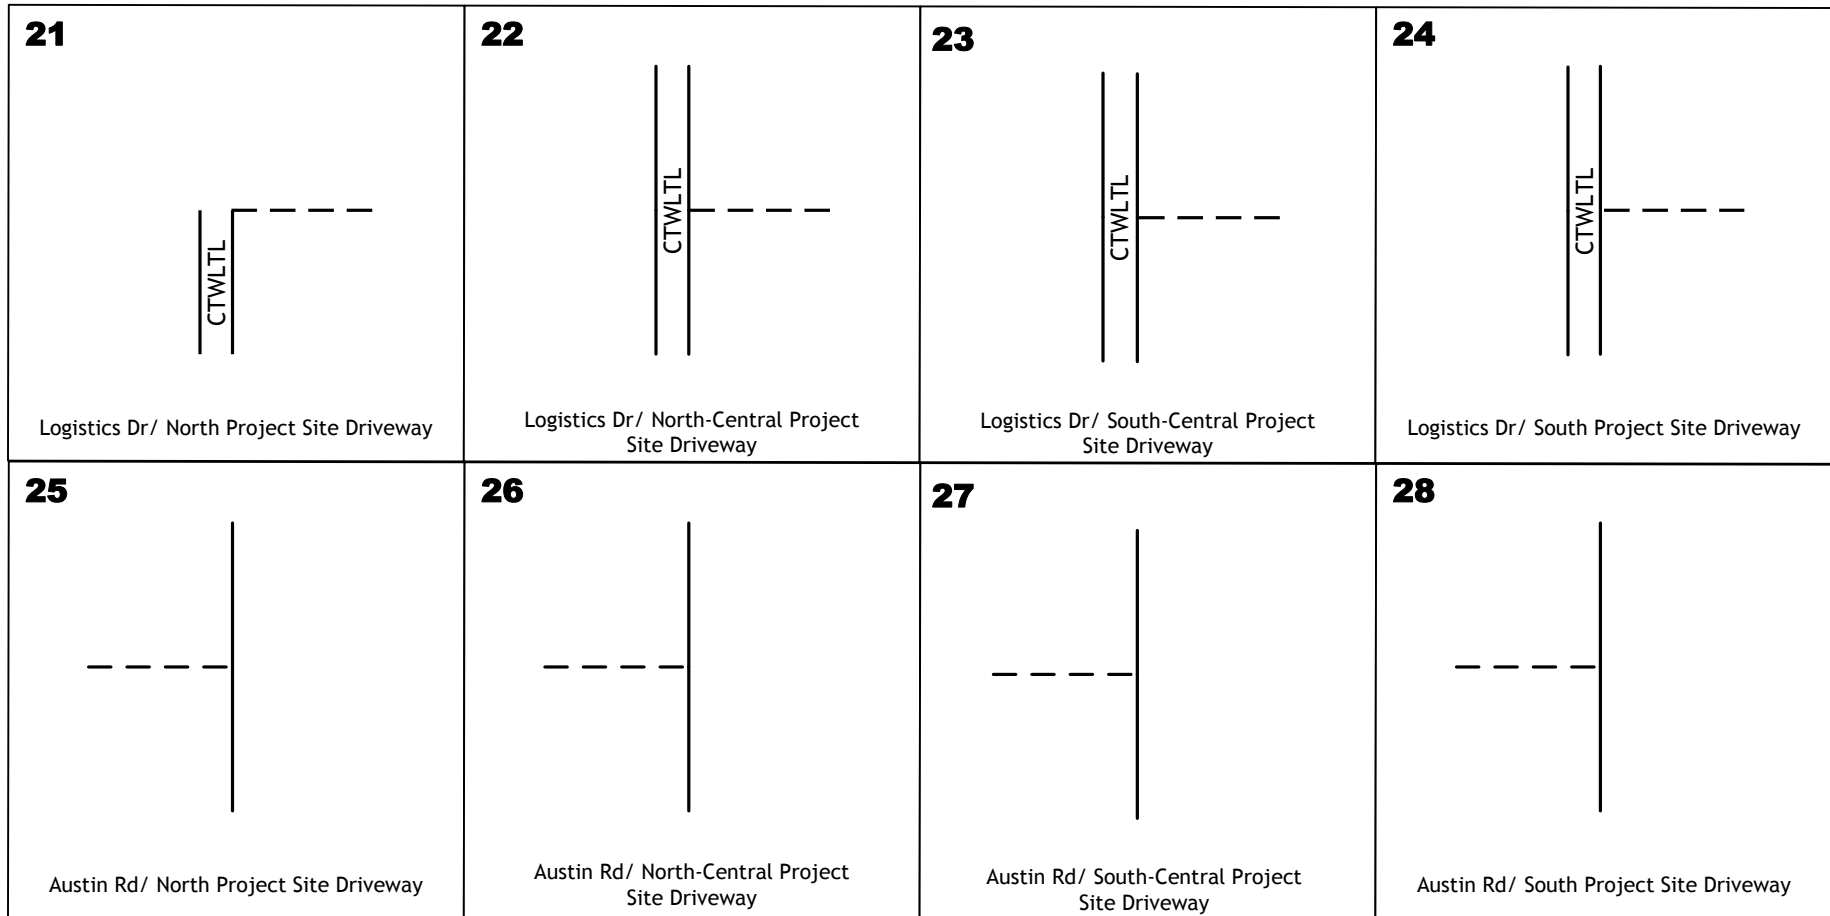 21
22
23
24
CTWLTL
CTWLTL
CTWLTL
CTWLTL
Logistics Dr/ North Project Site Driveway
Logistics Dr/ North-Central Project
Site Driveway
Logistics Dr/ South-Central Project
Site Driveway
Logistics Dr/ South Project Site Driveway
25
26
27
28
Austin Rd/ North Project Site Driveway
Austin Rd/ North-Central Project
Site Driveway
Austin Rd/ South-Central Project
Site Driveway
Austin Rd/ South Project Site Driveway